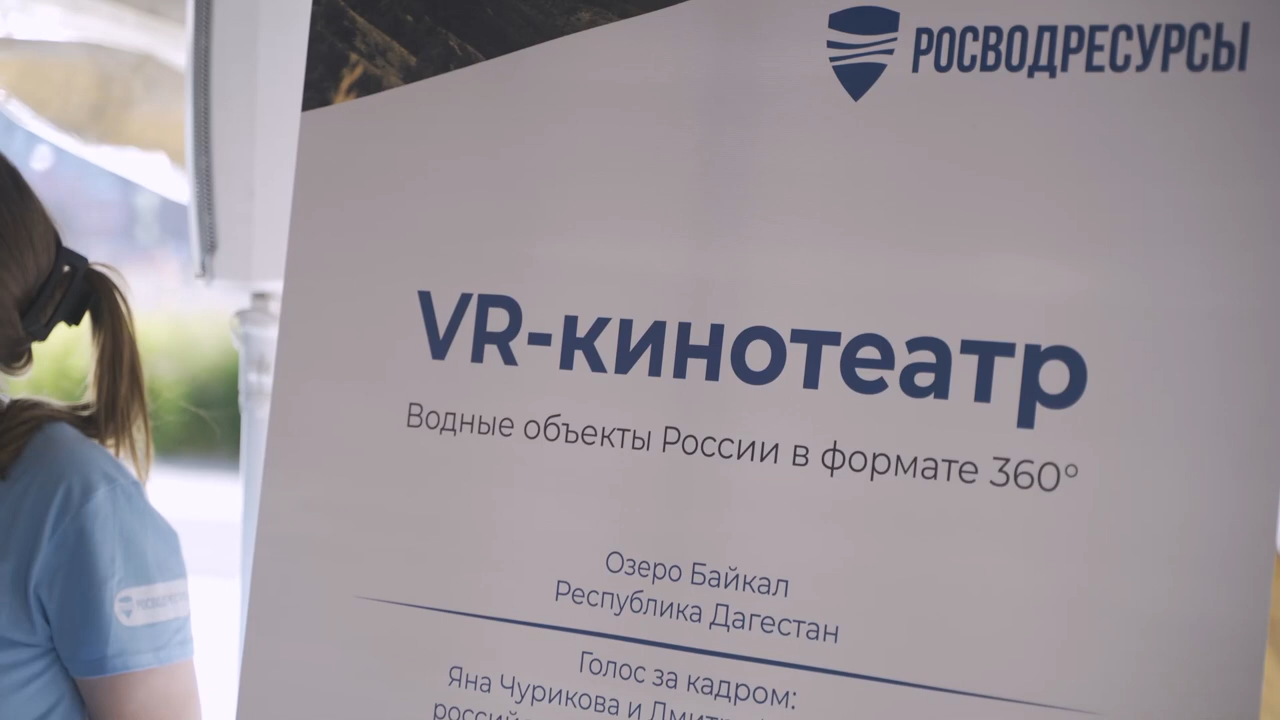 РОСВОДРЕСУРСЫ
VR-кинотеатр
Водные объекты России в формате 360°
Озеро Байкал
Республика Дагестан
Голос за кадром:
Яна Чурикова и